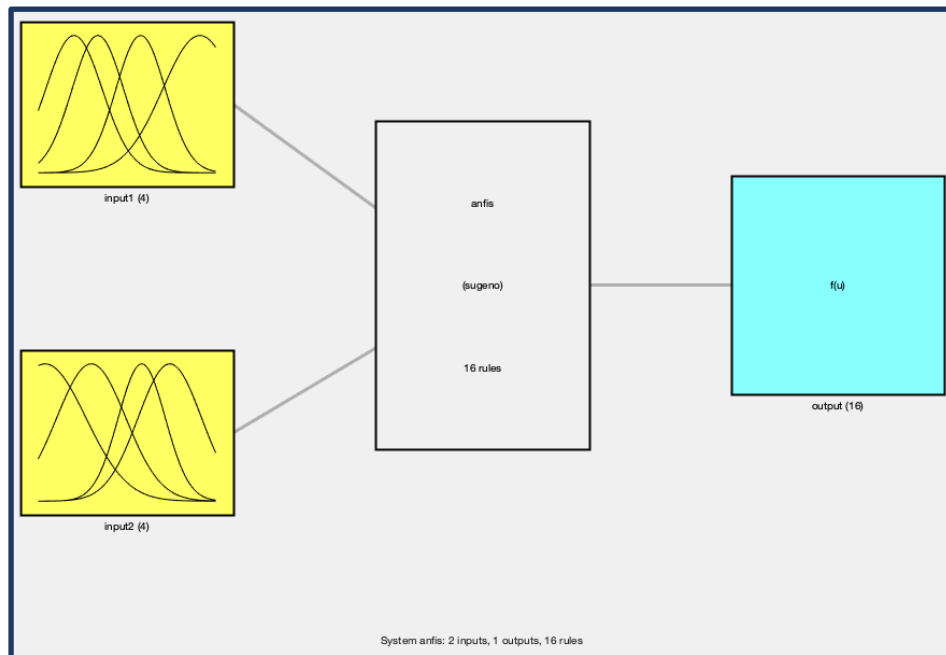 input1 (4)
anfis
(sugeno)
16 rules
f(u)
output (16)
input2 (4)
System anfis: 2 inputs, 1 outputs, 16 rules